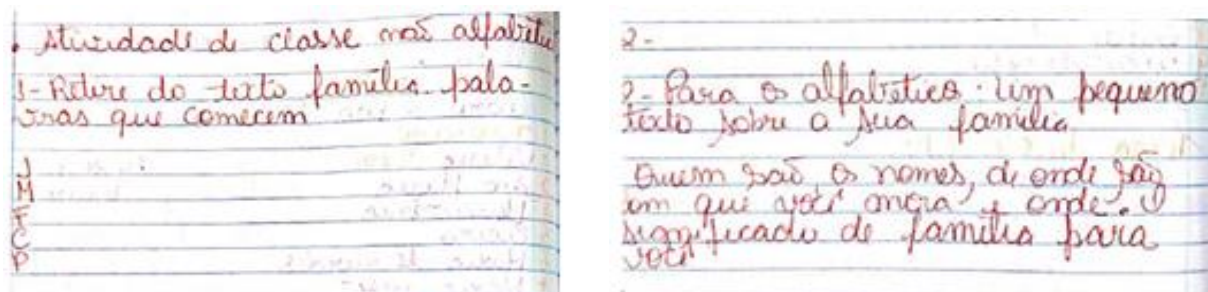 . Atividade de classe não alfabetic
1- Retire do texto família pala-
vras que comecem
J
M
F
C
P
2-
2- Para os alfabéticos. Um pequeno
texto sobre a sua família
Quem são, os nomes, de onde são
em que você mora, e onde. O
significado de família para
você